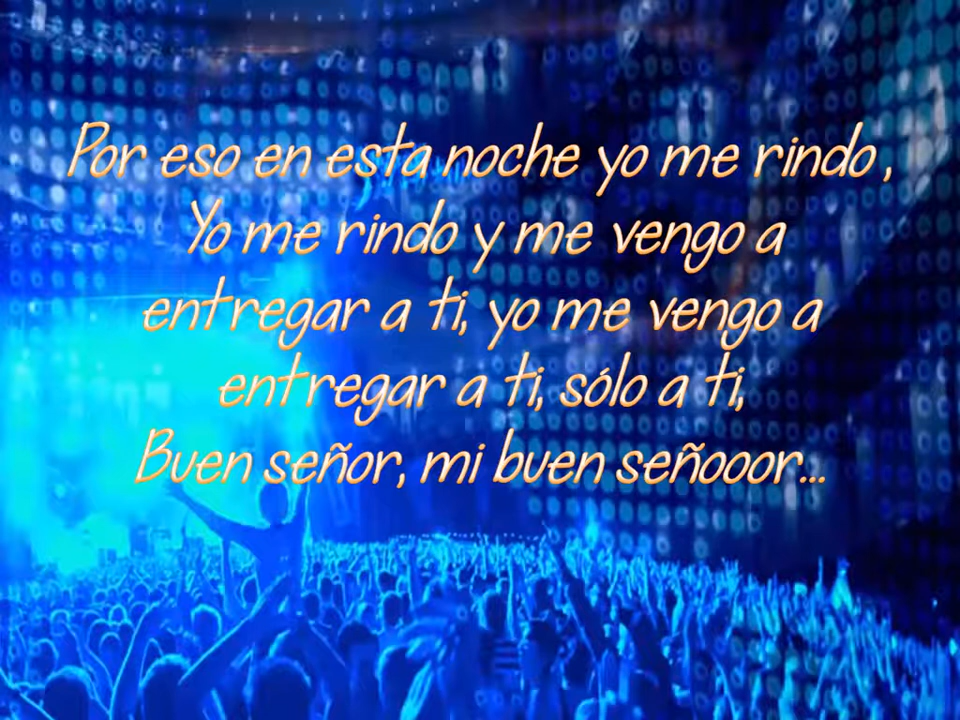 Por eso en esta noche yo me rindo,
Yo me rindo y me vengo a
entregar a ti, yo me vengo a
entregar a ti, sólo a ti,
Buen señor, mi buen señooor...